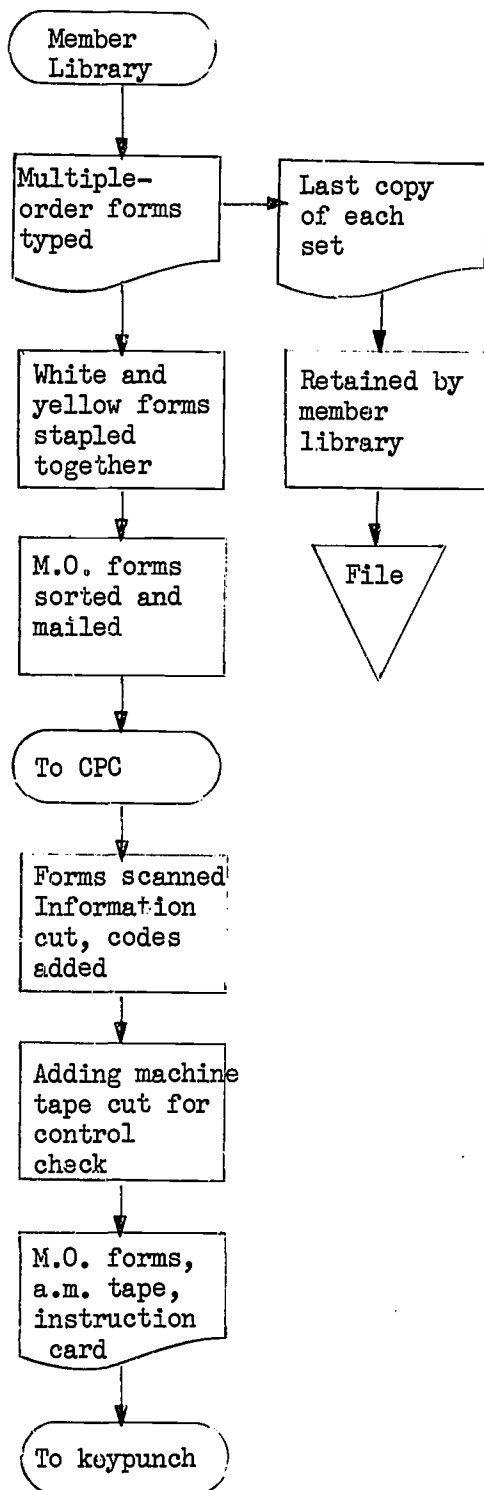 Member
Library
Multiple-
order forms
typed
Last copy
of each
set
White and
yellow forms
stapled
together
Retained by
member
library
M.O. forms
sorted and
mailed
File
To CPC
Forms scanned
Information
cut, codes
added
Adding machine
tape cut for
control
check
M.O. forms,
a.m. tape,
instruction
card
To keypunch